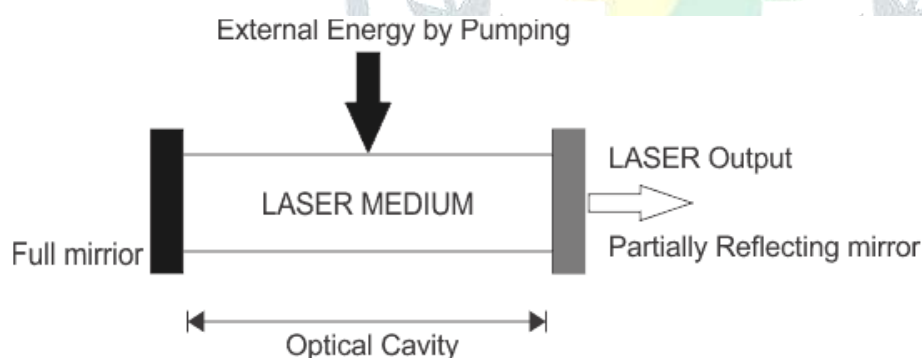 External Energy by Pumping
LASER Output
LASER MEDIUM
Full mirrior
Partially Reflecting mirror
Optical Cavity